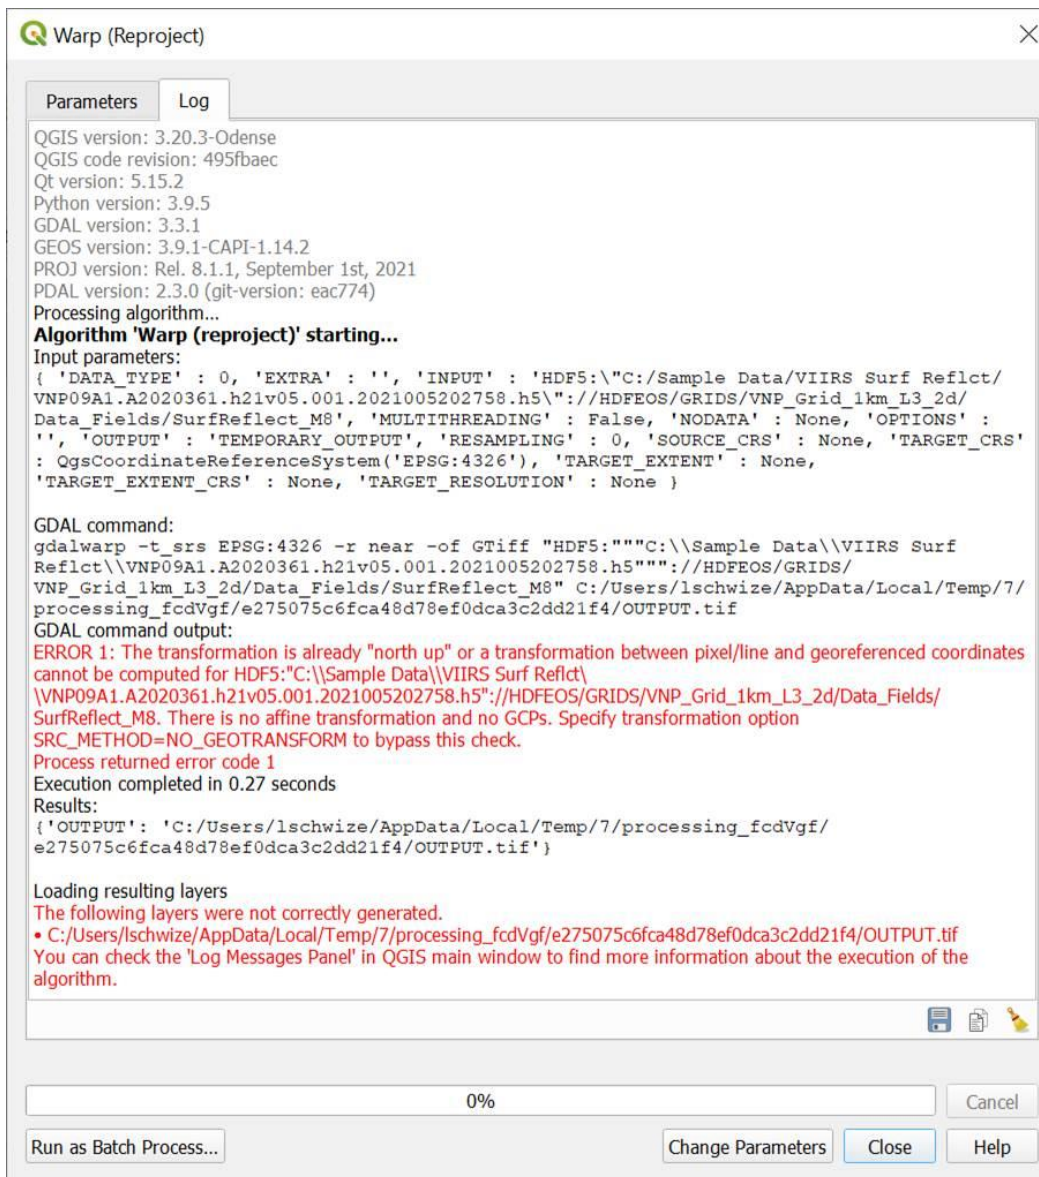 Warp (Reproject)
Parameters
Log
QGIS version: 3.20.3-Odense
QGIS code revision: 495fbaec
Qt version: 5.15.2
Python version: 3.9.5
GDAL version: 3.3.1
GEOS version: 3.9.1-CAPI-1.14.2
PROJ version: Rel. 8.1.1, September 1st, 2021
PDAL version: 2.3.0 (git-version: eac774)
Processing algorithm...
Algorithm 'Warp (reproject)' starting...
Input parameters:
{ 'DATA_TYPE' : 0, 'EXTRA' : '', 'INPUT' : 'HDF5:\"C:/Sample Data/VIIRS Surf Reflct/
VNP09A1.A2020361.h21v05.001.2021005202758.h5\"://HDFEOS/GRIDS/VNP_Grid_1km_L3_2d/
Data_Fields/SurfReflect_M8', 'MULTITHREADING' : False, 'NODATA' : None, 'OPTIONS' :
'', 'OUTPUT' : 'TEMPORARY_OUTPUT', 'RESAMPLING' : 0, 'SOURCE_CRS' : None, 'TARGET_CRS'
: QgsCoordinateReferenceSystem('EPSG:4326'), 'TARGET_EXTENT' : None,
'TARGET_EXTENT_CRS' : None, 'TARGET_RESOLUTION' : None }
GDAL command:
gdalwarp -t_srs EPSG:4326 -r near -of GTiff "HDF5:"""C:\\Sample Data\\VIIRS Surf
Reflct\\VNP09A1.A2020361.h21v05.001.2021005202758.h5"""://HDFEOS/GRIDS/
VNP_Grid_1km_L3_2d/Data_Fields/SurfReflect_M8" C:/Users/lschwize/AppData/Local/Temp/7/
processing_fcdVgf/e275075c6fca48d78ef0dca3c2dd21f4/OUTPUT.tif
GDAL command output:
ERROR 1: The transformation is already "north up" or a transformation between pixel/line and georeferenced coordinates
cannot be computed for HDF5:"C:\\Sample Data\\VIIRS Surf Reflct\
\VNP09A1.A2020361.h21v05.001.2021005202758.h5"://HDFEOS/GRIDS/VNP_Grid_1km_L3_2d/Data_Fields/
SurfReflect_M8. There is no affine transformation and no GCPs. Specify transformation option
SRC_METHOD=NO_GEOTRANSFORM to bypass this check.
Process returned error code 1
Execution completed in 0.27 seconds
Results:
{'OUTPUT': 'C:/Users/lschwize/AppData/Local/Temp/7/processing_fcdVgf/
e275075c6fca48d78ef0dca3c2dd21f4/OUTPUT.tif'}
Loading resulting layers
The following layers were not correctly generated.
• C:/Users/lschwize/AppData/Local/Temp/7/processing_fcdVgf/e275075c6fca48d78ef0dca3c2dd21f4/OUTPUT.tif
You can check the 'Log Messages Panel' in QGIS main window to find more information about the execution of the
algorithm.
0%
Cancel
Run as Batch Process...
Change Parameters
Close
Help